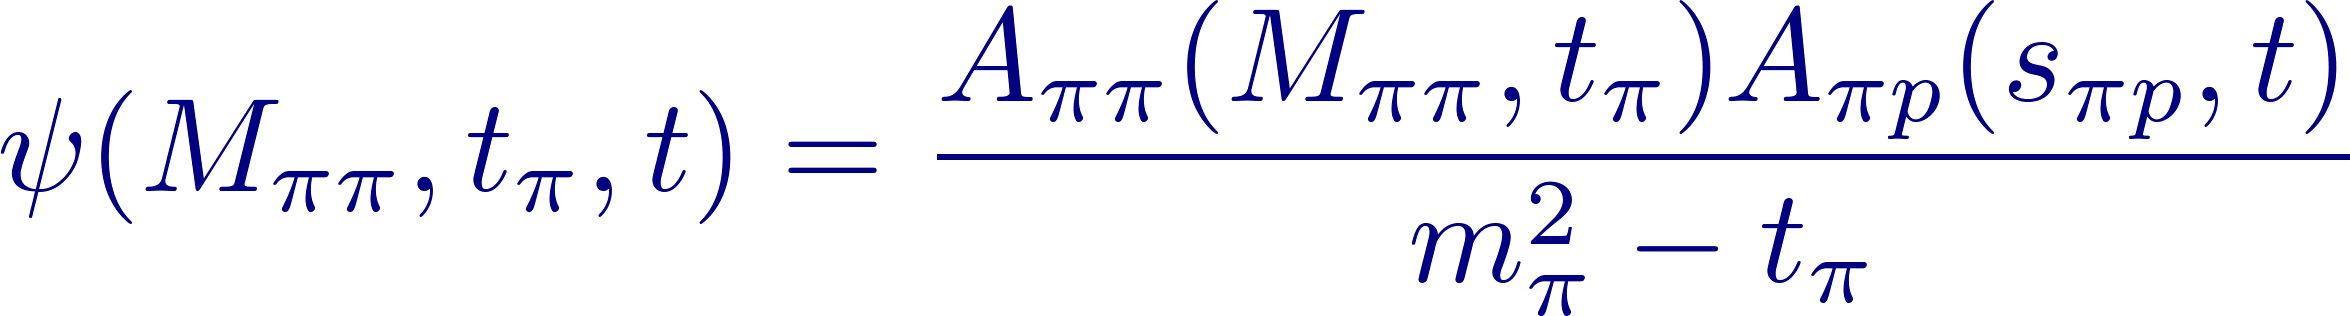 ψ(M_{ππ}, t_π, t) = \frac{A_{ππ}(M_{ππ}, t_π)A_{πp}(s_{πp}, t)}{m_π^2 − t_π}